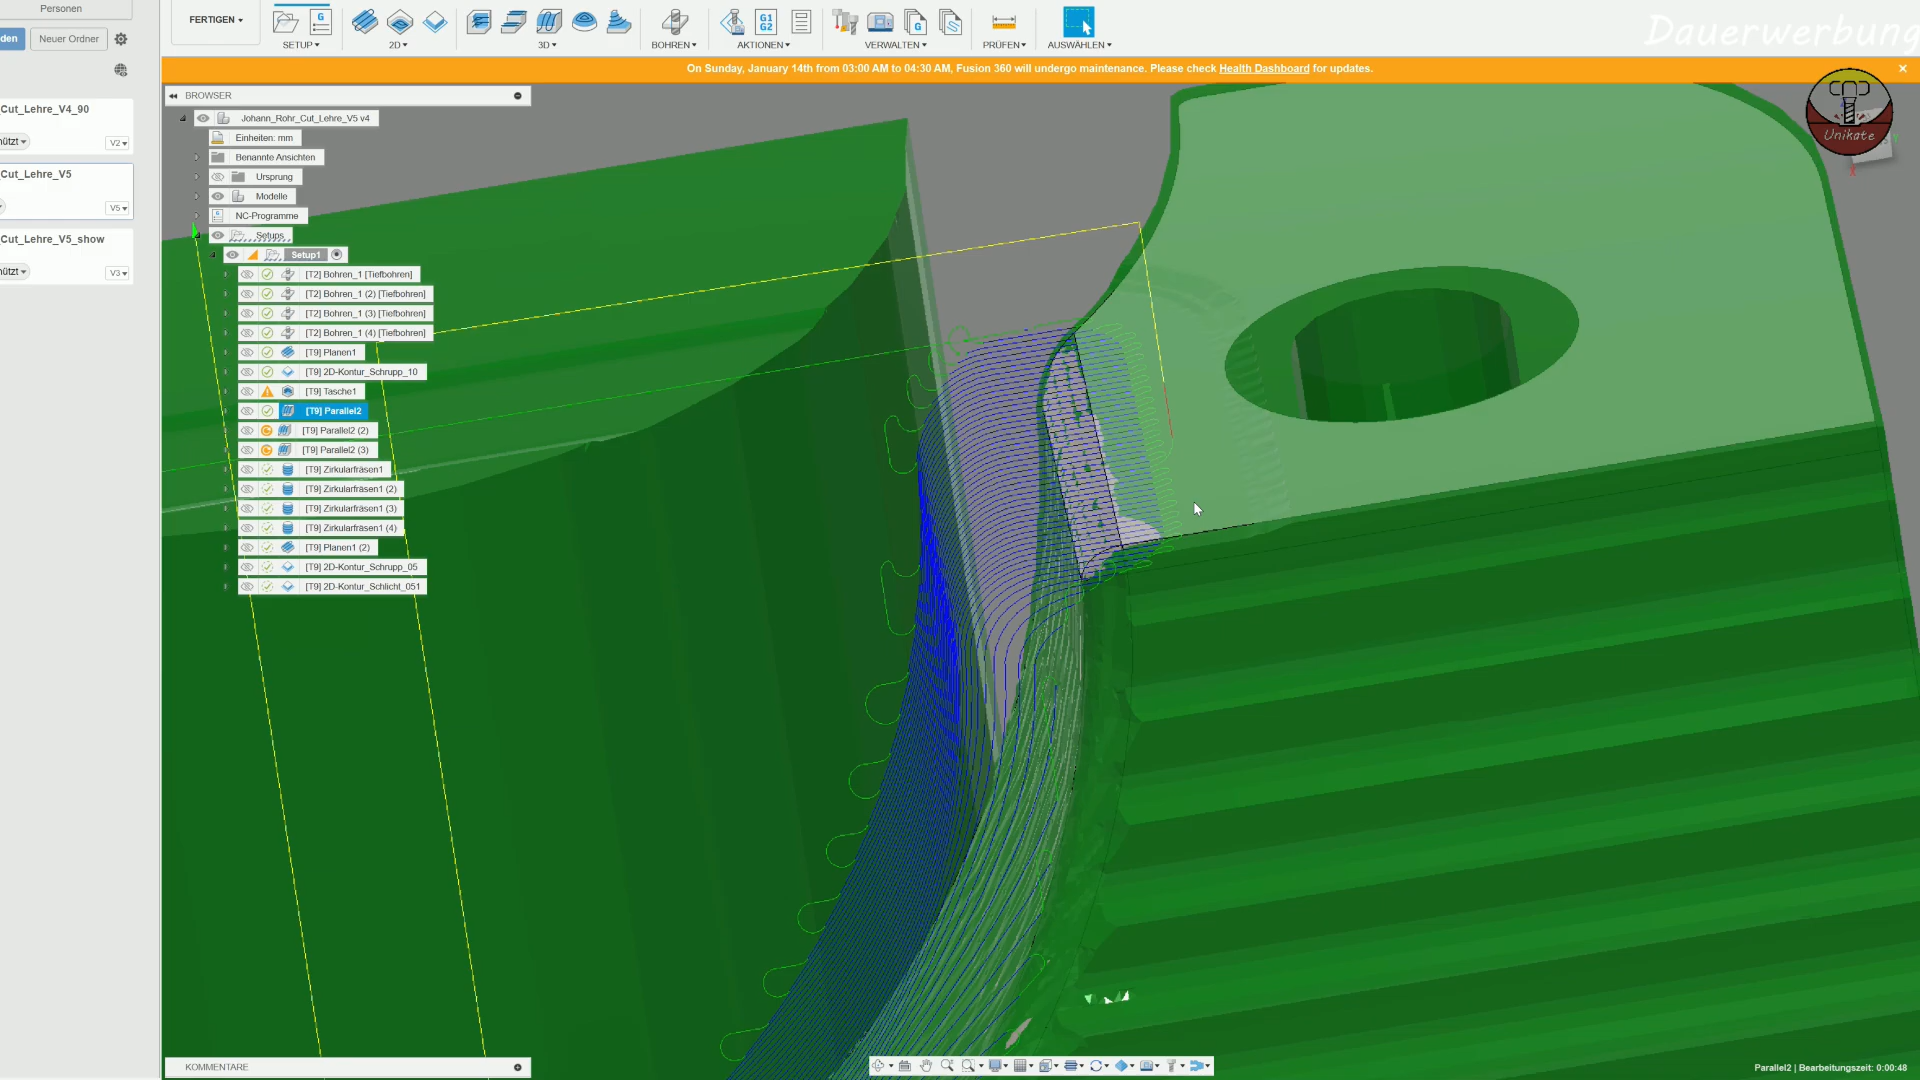 Personen
FERTIGEN
SETUP
2D
3D
BOHREN
AKTIONEN
VERWALTEN
PRÜFEN
AUSWÄHLEN
Dauerwerbung
den
Neuer Ordner
G
G1
G2
G
On Sunday, January 14th from 03:00 AM to 04:30 AM, Fusion 360 will undergo maintenance. Please check Health Dashboard for updates.
BROWSER
Cut_Lehre_V4_90
nützt
V2
Cut_Lehre_V5
V5
Cut_Lehre_V5_show
nützt
V3
Johann_Rohr_Cut_Lehre_V5 v4
Einheiten: mm
Benannte Ansichten
Ursprung
Modelle
NC-Programme
Setups
Setup1
[T2] Bohren_1 [Tiefbohren]
[T2] Bohren_1 (2) [Tiefbohren]
[T2] Bohren_1 (3) [Tiefbohren]
[T2] Bohren_1 (4) [Tiefbohren]
[T9] Planen1
[T9] 2D-Kontur_Schrupp_10
[T9] Tasche1
[T9] Parallel2
[T9] Parallel2 (2)
[T9] Parallel2 (3)
[T9] Zirkularfräsen1
[T9] Zirkularfräsen1 (2)
[T9] Zirkularfräsen1 (3)
[T9] Zirkularfräsen1 (4)
[T9] Planen1 (2)
[T9] 2D-Kontur_Schrupp_05
[T9] 2D-Kontur_Schlicht_051
Unikate
X
KOMMENTARE
Parallel2 | Bearbeitungszeit: 0:00:48